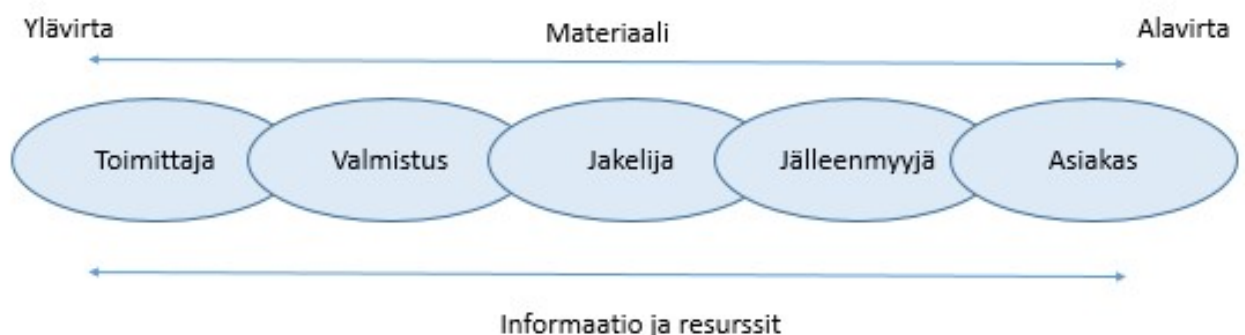 Ylävirta
Materiaali
Alavirta
Toimittaja
Valmistus
Jakelija
Jälleenmyyjä
Asiakas
Informaatio ja resurssit